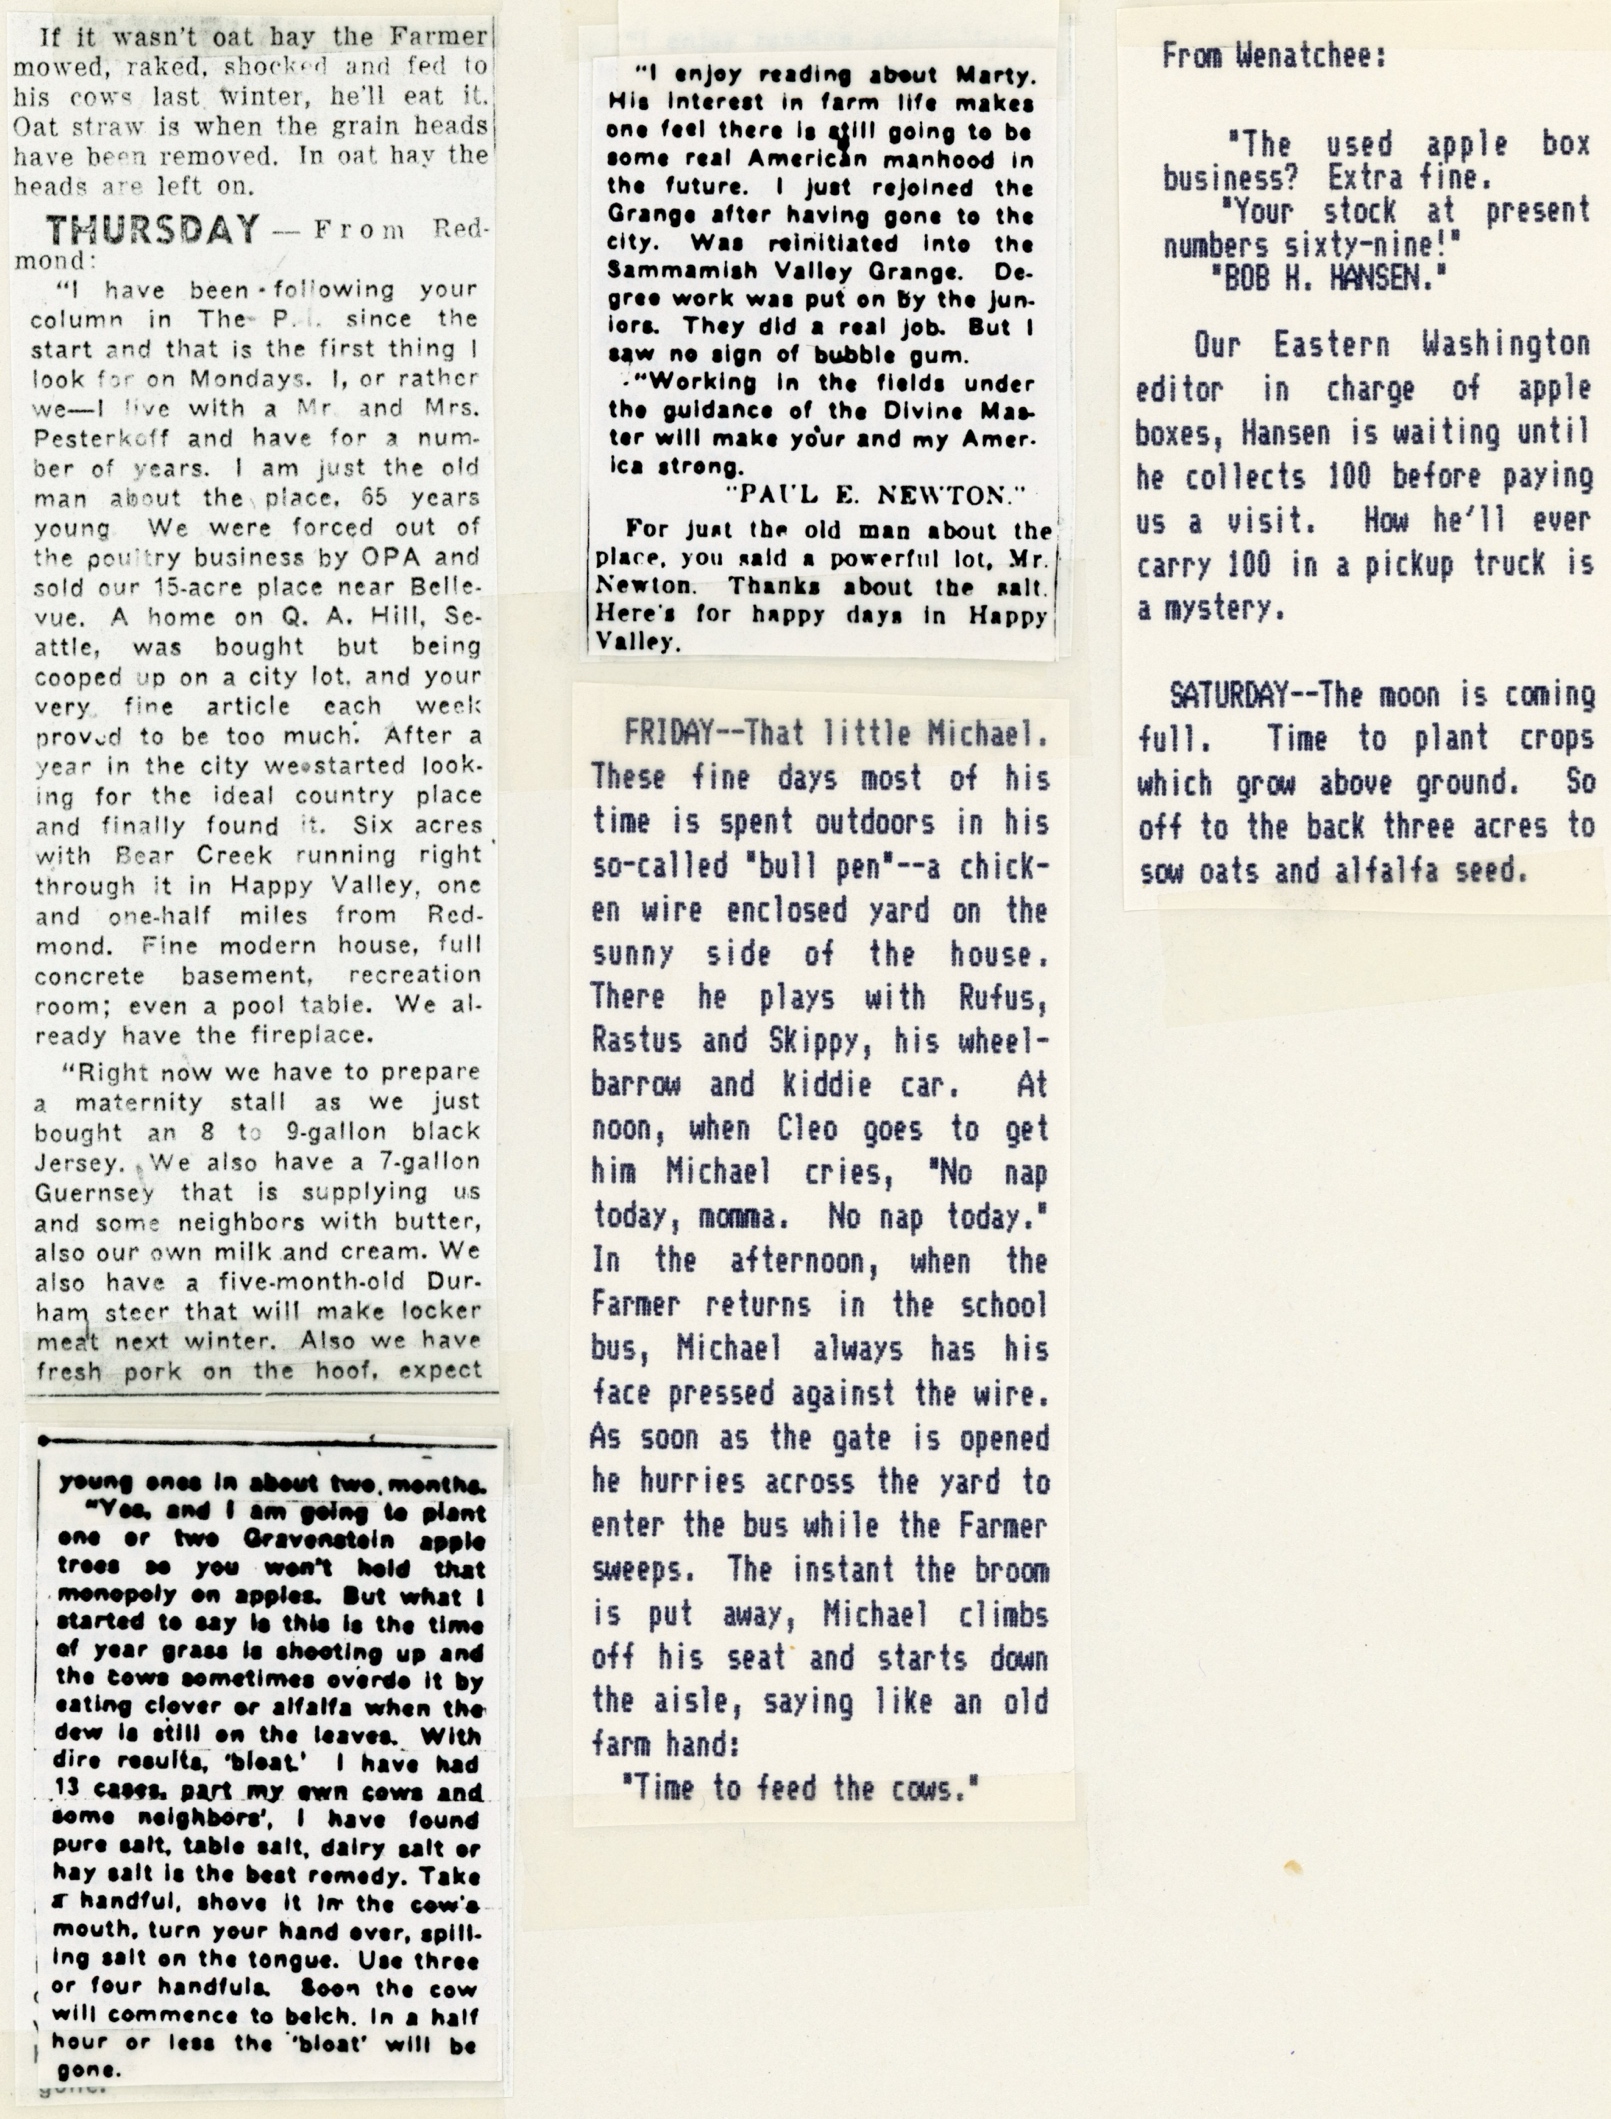 If it wasn't oat hay the Farmer
mowed, raked, shocked and fed to
his cows last winter, he'll eat it.
Oat straw is when the grain heads
have been removed. In oat hay the
heads are left on.
THURSDAY — From Red-
mond:
"I have been following your
column in The P. I. since the
start and that is the first thing I
look for on Mondays. I, or rather
we—I live with a Mr. and Mrs.
Pesterkoff and have for a num-
ber of years. I am just the old
man about the place, 65 years
young. We were forced out of
the poultry business by OPA and
sold our 15-acre place near Belle-
vue. A home on Q. A. Hill, Se-
attle, was bought but being
cooped up on a city lot, and your
very fine article each week
proved to be too much. After a
year in the city we started look-
ing for the ideal country place
and finally found it. Six acres
with Bear Creek running right
through it in Happy Valley, one
and one-half miles from Red-
mond. Fine modern house, full
concrete basement, recreation
room; even a pool table. We al-
ready have the fireplace.
"Right now we have to prepare
a maternity stall as we just
bought an 8 to 9-gallon black
Jersey. We also have a 7-gallon
Guernsey that is supplying us
and some neighbors with butter,
also our own milk and cream. We
also have a five-month-old Dur-
ham steer that will make locker
meat next winter. Also we have
fresh pork on the hoof, expect
young ones in about two months.
"Yes, and I am going to plant
one or two Gravenstein apple
trees so you won't hold that
monopoly on apples. But what I
started to say is this is the time
of year grass is shooting up and
the cows sometimes overdo it by
eating clover or alfalfa when the
dew is still on the leaves. With
dire results, 'bloat.' I have had
13 cases, part my own cows and
some neighbors', I have found
pure salt, table salt, dairy salt or
hay salt is the best remedy. Take
a handful, shove it in the cow's
mouth, turn your hand over, spill-
ing salt on the tongue. Use three
or four handfuls. Soon the cow
will commence to belch. In a half
hour or less the 'bloat' will be
gone.
gone.
"I enjoy reading about Marty.
His interest in farm life makes
one feel there is still going to be
some real American manhood in
the future. I just rejoined the
Grange after having gone to the
city. Was reinitiated into the
Sammamish Valley Grange. De-
gree work was put on by the jun-
iors. They did a real job. But I
saw no sign of bubble gum.
"Working in the fields under
the guidance of the Divine Mas-
ter will make your and my Amer-
ica strong.
"PAUL E. NEWTON."
For just the old man about the
place, you said a powerful lot, Mr.
Newton. Thanks about the salt.
Here's for happy days in Happy
Valley.
FRIDAY--That little Michael.
These fine days most of his
time is spent outdoors in his
so-called "bull pen"--a chick-
en wire enclosed yard on the
sunny side of the house.
There he plays with Rufus,
Rastus and Skippy, his wheel-
barrow and kiddie car. At
noon, when Cleo goes to get
him Michael cries, "No nap
today, momma. No nap today."
In the afternoon, when the
Farmer returns in the school
bus, Michael always has his
face pressed against the wire.
As soon as the gate is opened
he hurries across the yard to
enter the bus while the Farmer
sweeps. The instant the broom
is put away, Michael climbs
off his seat and starts down
the aisle, saying like an old
farm hand:
"Time to feed the cows."
From Wenatchee:
"The used apple box
business? Extra fine.
"Your stock at present
numbers sixty-nine!"
"BOB H. HANSEN."
Our Eastern Washington
editor in charge of apple
boxes, Hansen is waiting until
he collects 100 before paying
us a visit. How he'll ever
carry 100 in a pickup truck is
a mystery.
SATURDAY--The moon is coming
full. Time to plant crops
which grow above ground. So
off to the back three acres to
sow oats and alfalfa seed.